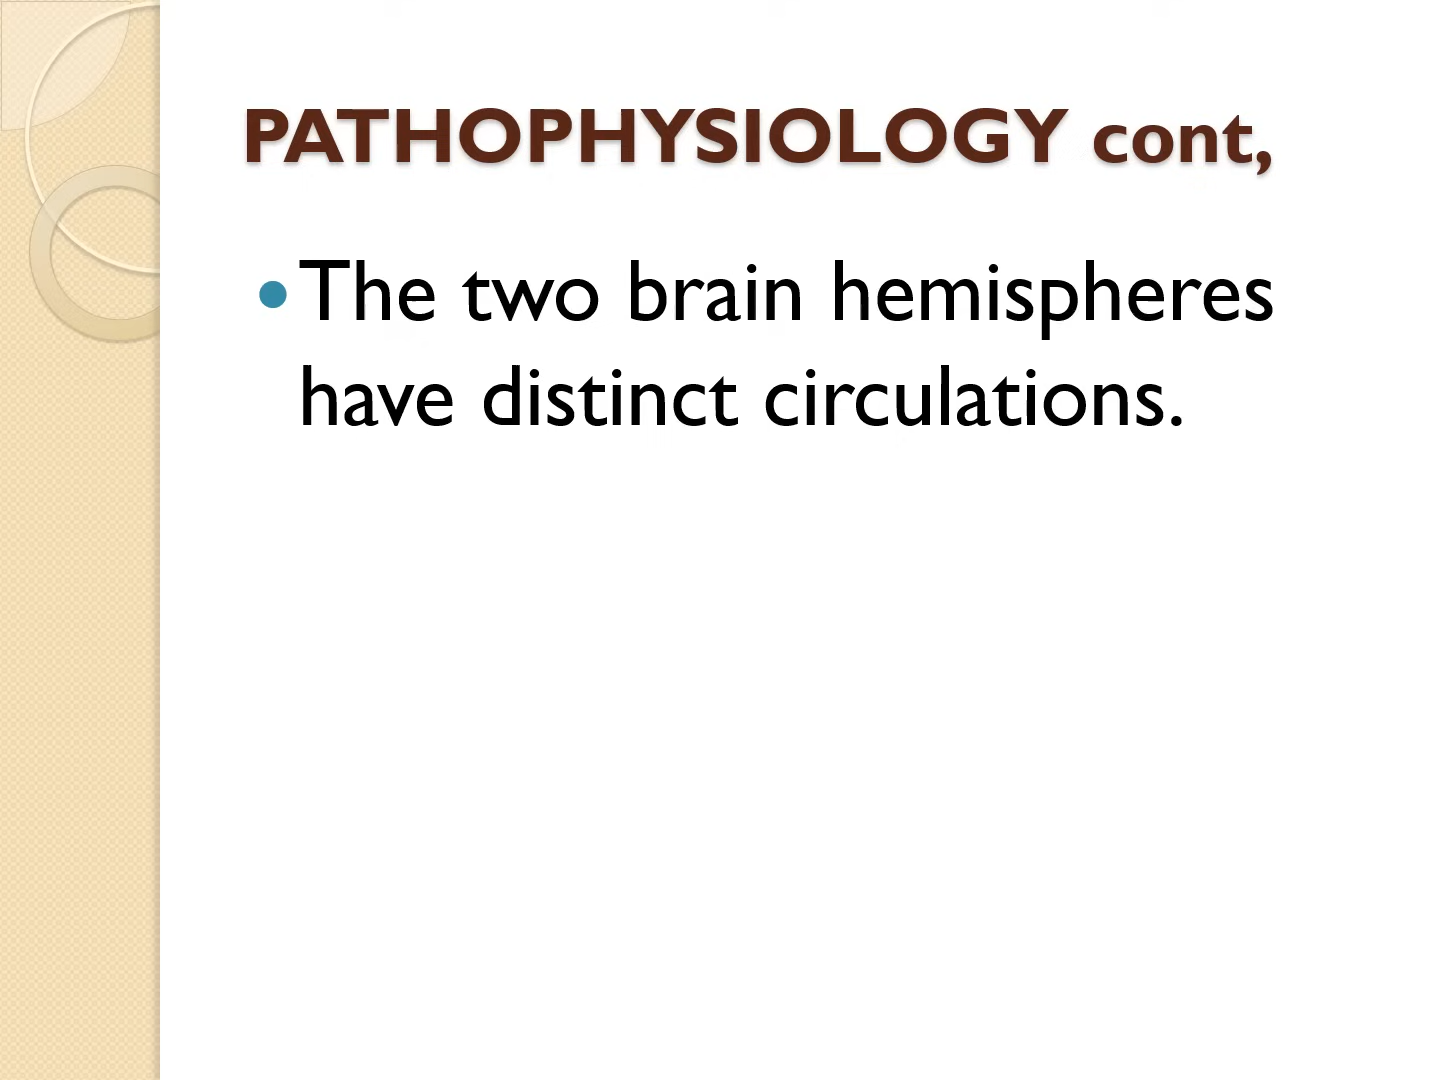 PATHOPHYSIOLOGY cont,
• The two brain hemispheres
have distinct circulations.